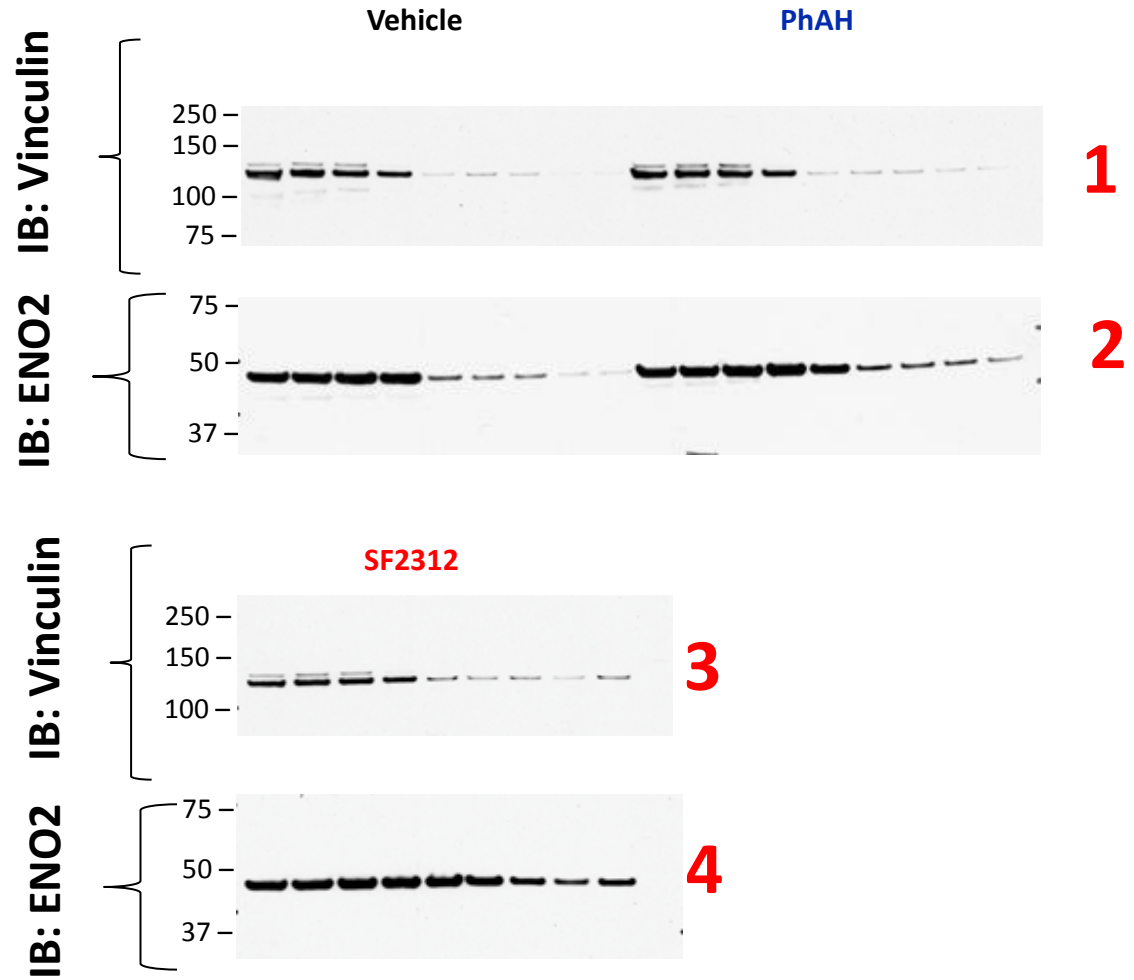 Vehicle PhAH
IB: Vinculin
250 –
150 –
100 –
75 –
1
IB: ENO2
75 –
50 –
37 –
2
SF2312
IB: Vinculin
250 –
150 –
100 –
3
IB: ENO2
75 –
50 –
37 –
4